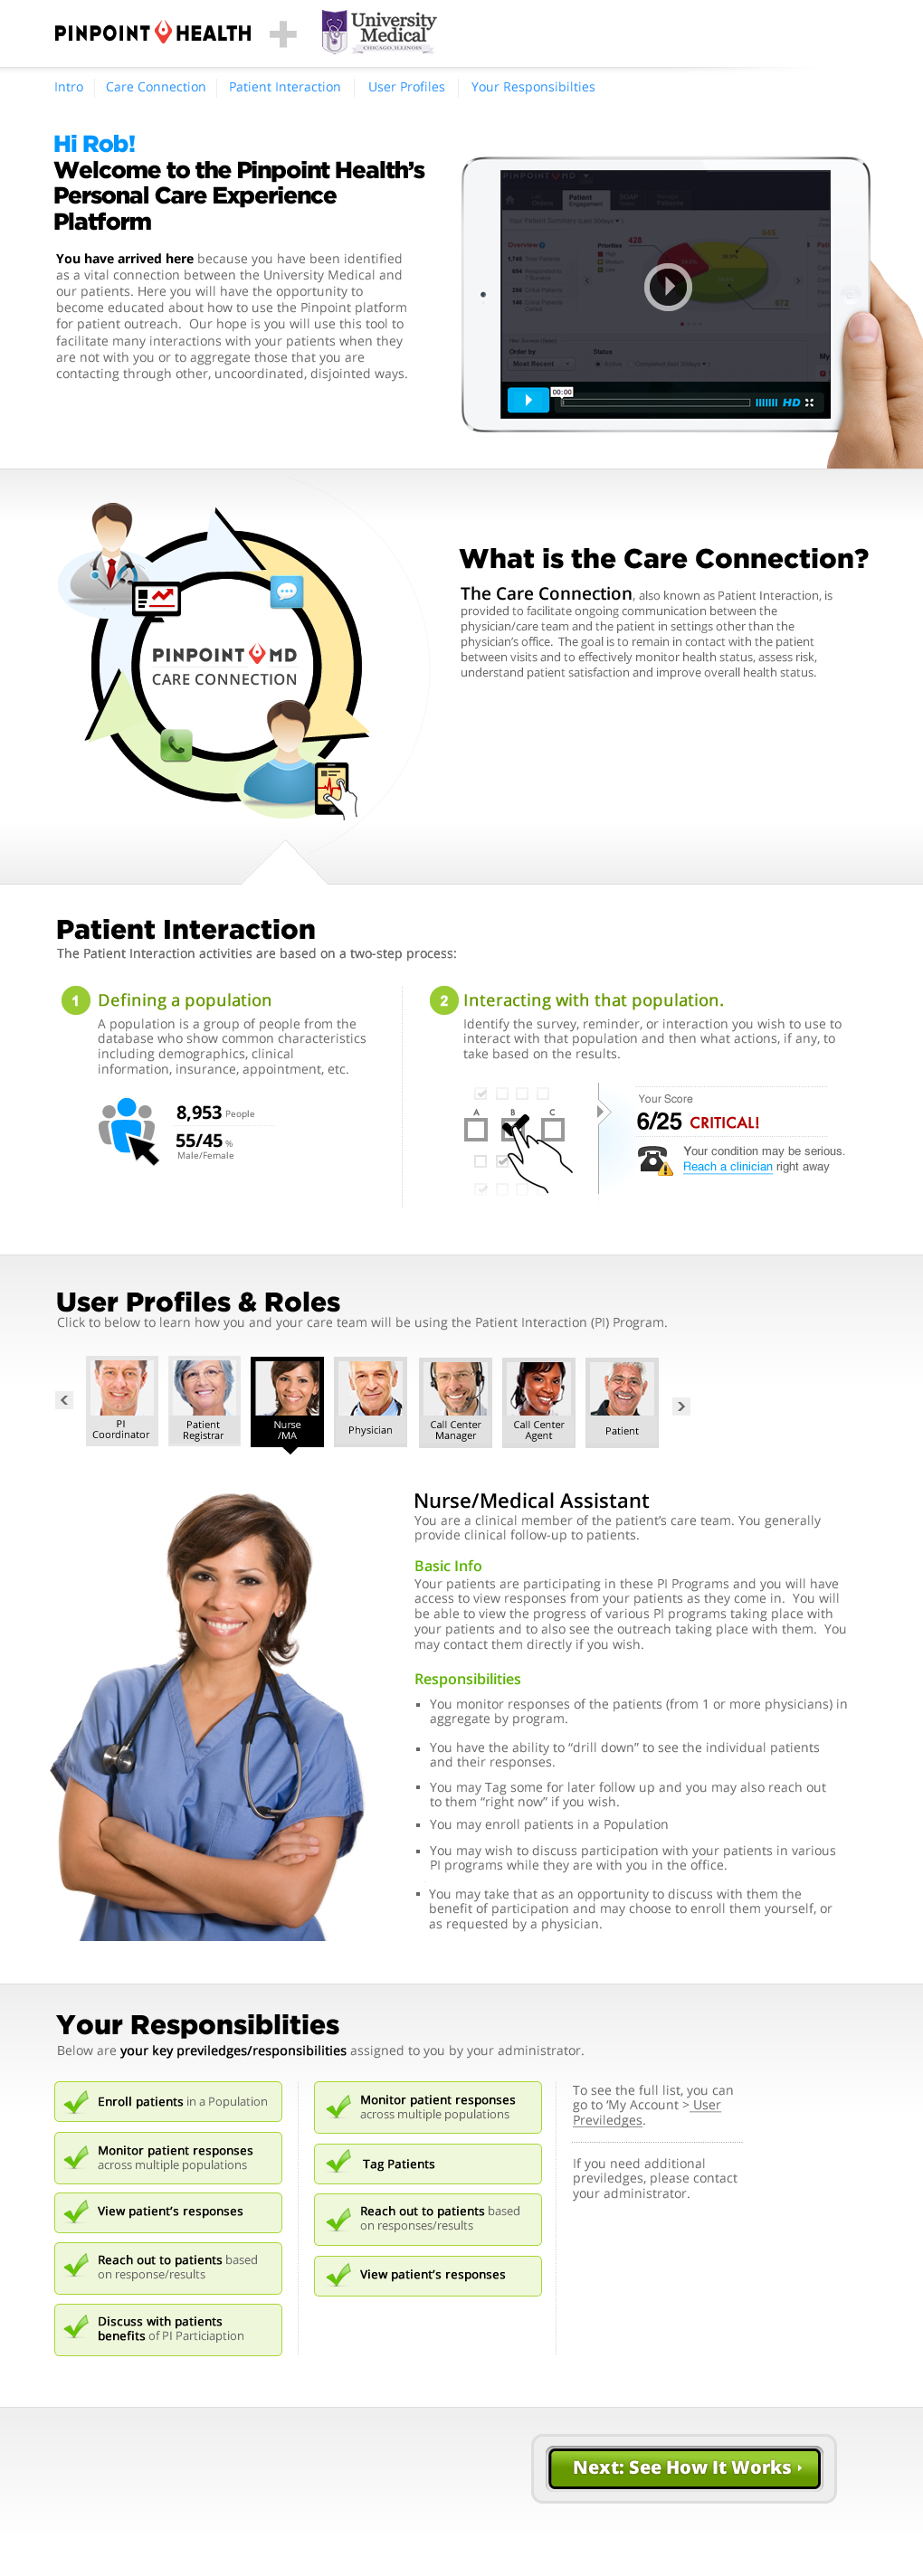 PINPOINT HEALTH
University
Medical
CHICAGO, ILLINOIS
Intro
Care Connection
Patient Interaction
User Profiles
Your Responsibilties
Hi Rob!
Welcome to the Pinpoint Health's
Personal Care Experience
Platform
You have arrived here because you have been identified
as a vital connection between the University Medical and
our patients. Here you will have the opportunity to
become educated about how to use the Pinpoint platform
for patient outreach. Our hope is you will use this tool to
facilitate many interactions with your patients when they
are not with you or to aggregate those that you are
contacting through other, uncoordinated, disjointed ways.
PINPOINT MD
Patient
Engagement
SOAP
Your Patient Summary (Last 30days)
Overview
1,746
Priorities
High
Medium
Low
428
645
672
Order by
Most Recent
Status
Active
My
00:00
HD
PINPOINT MD
CARE CONNECTION
What is the Care Connection?
The Care Connection, also known as Patient Interaction, is
provided to facilitate ongoing communication between the
physician/care team and the patient in settings other than the
physician's office. The goal is to remain in contact with the patient
between visits and to effectively monitor health status, assess risk,
understand patient satisfaction and improve overall health status.
Patient Interaction
The Patient Interaction activities are based on a two-step process:
1 Defining a population
A population is a group of people from the
database who show common characteristics
including demographics, clinical
information, insurance, appointment, etc.
8,953 People
55/45 %
Male/Female
2 Interacting with that population.
Identify the survey, reminder, or interaction you wish to use to
interact with that population and then what actions, if any, to
take based on the results.
A B C
Your Score
6/25 CRITICAL!
Your condition may be serious.
Reach a clinician right away
User Profiles & Roles
Click to below to learn how you and your care team will be using the Patient Interaction (PI) Program.
PI
Coordinator
Patient
Registrar
Nurse
/MA
Physician
Call Center
Manager
Call Center
Agent
Patient
Nurse/Medical Assistant
You are a clinical member of the patient's care team. You generally
provide clinical follow-up to patients.
Basic Info
Your patients are participating in these PI Programs and you will have
access to view responses from your patients as they come in. You will
be able to view the progress of various PI programs taking place with
your patients and to also see the outreach taking place with them. You
may contact them directly if you wish.
Responsibilities
You monitor responses of the patients (from 1 or more physicians) in
aggregate by program.
You have the ability to "drill down" to see the individual patients
and their responses.
You may Tag some for later follow up and you may also reach out
to them "right now" if you wish.
You may enroll patients in a Population
You may wish to discuss participation with your patients in various
PI programs while they are with you in the office.
You may take that as an opportunity to discuss with them the
benefit of participation and may choose to enroll them yourself, or
as requested by a physician.
Your Responsiblities
Below are your key previledges/responsibilities assigned to you by your administrator.
Enroll patients in a Population
Monitor patient responses
across multiple populations
View patient's responses
Reach out to patients based
on response/results
Discuss with patients
benefits of PI Particiaption
Monitor patient responses
across multiple populations
Tag Patients
Reach out to patients based
on responses/results
View patient's responses
To see the full list, you can
go to 'My Account > User
Previledges.
If you need additional
previledges, please contact
your administrator.
Next: See How It Works